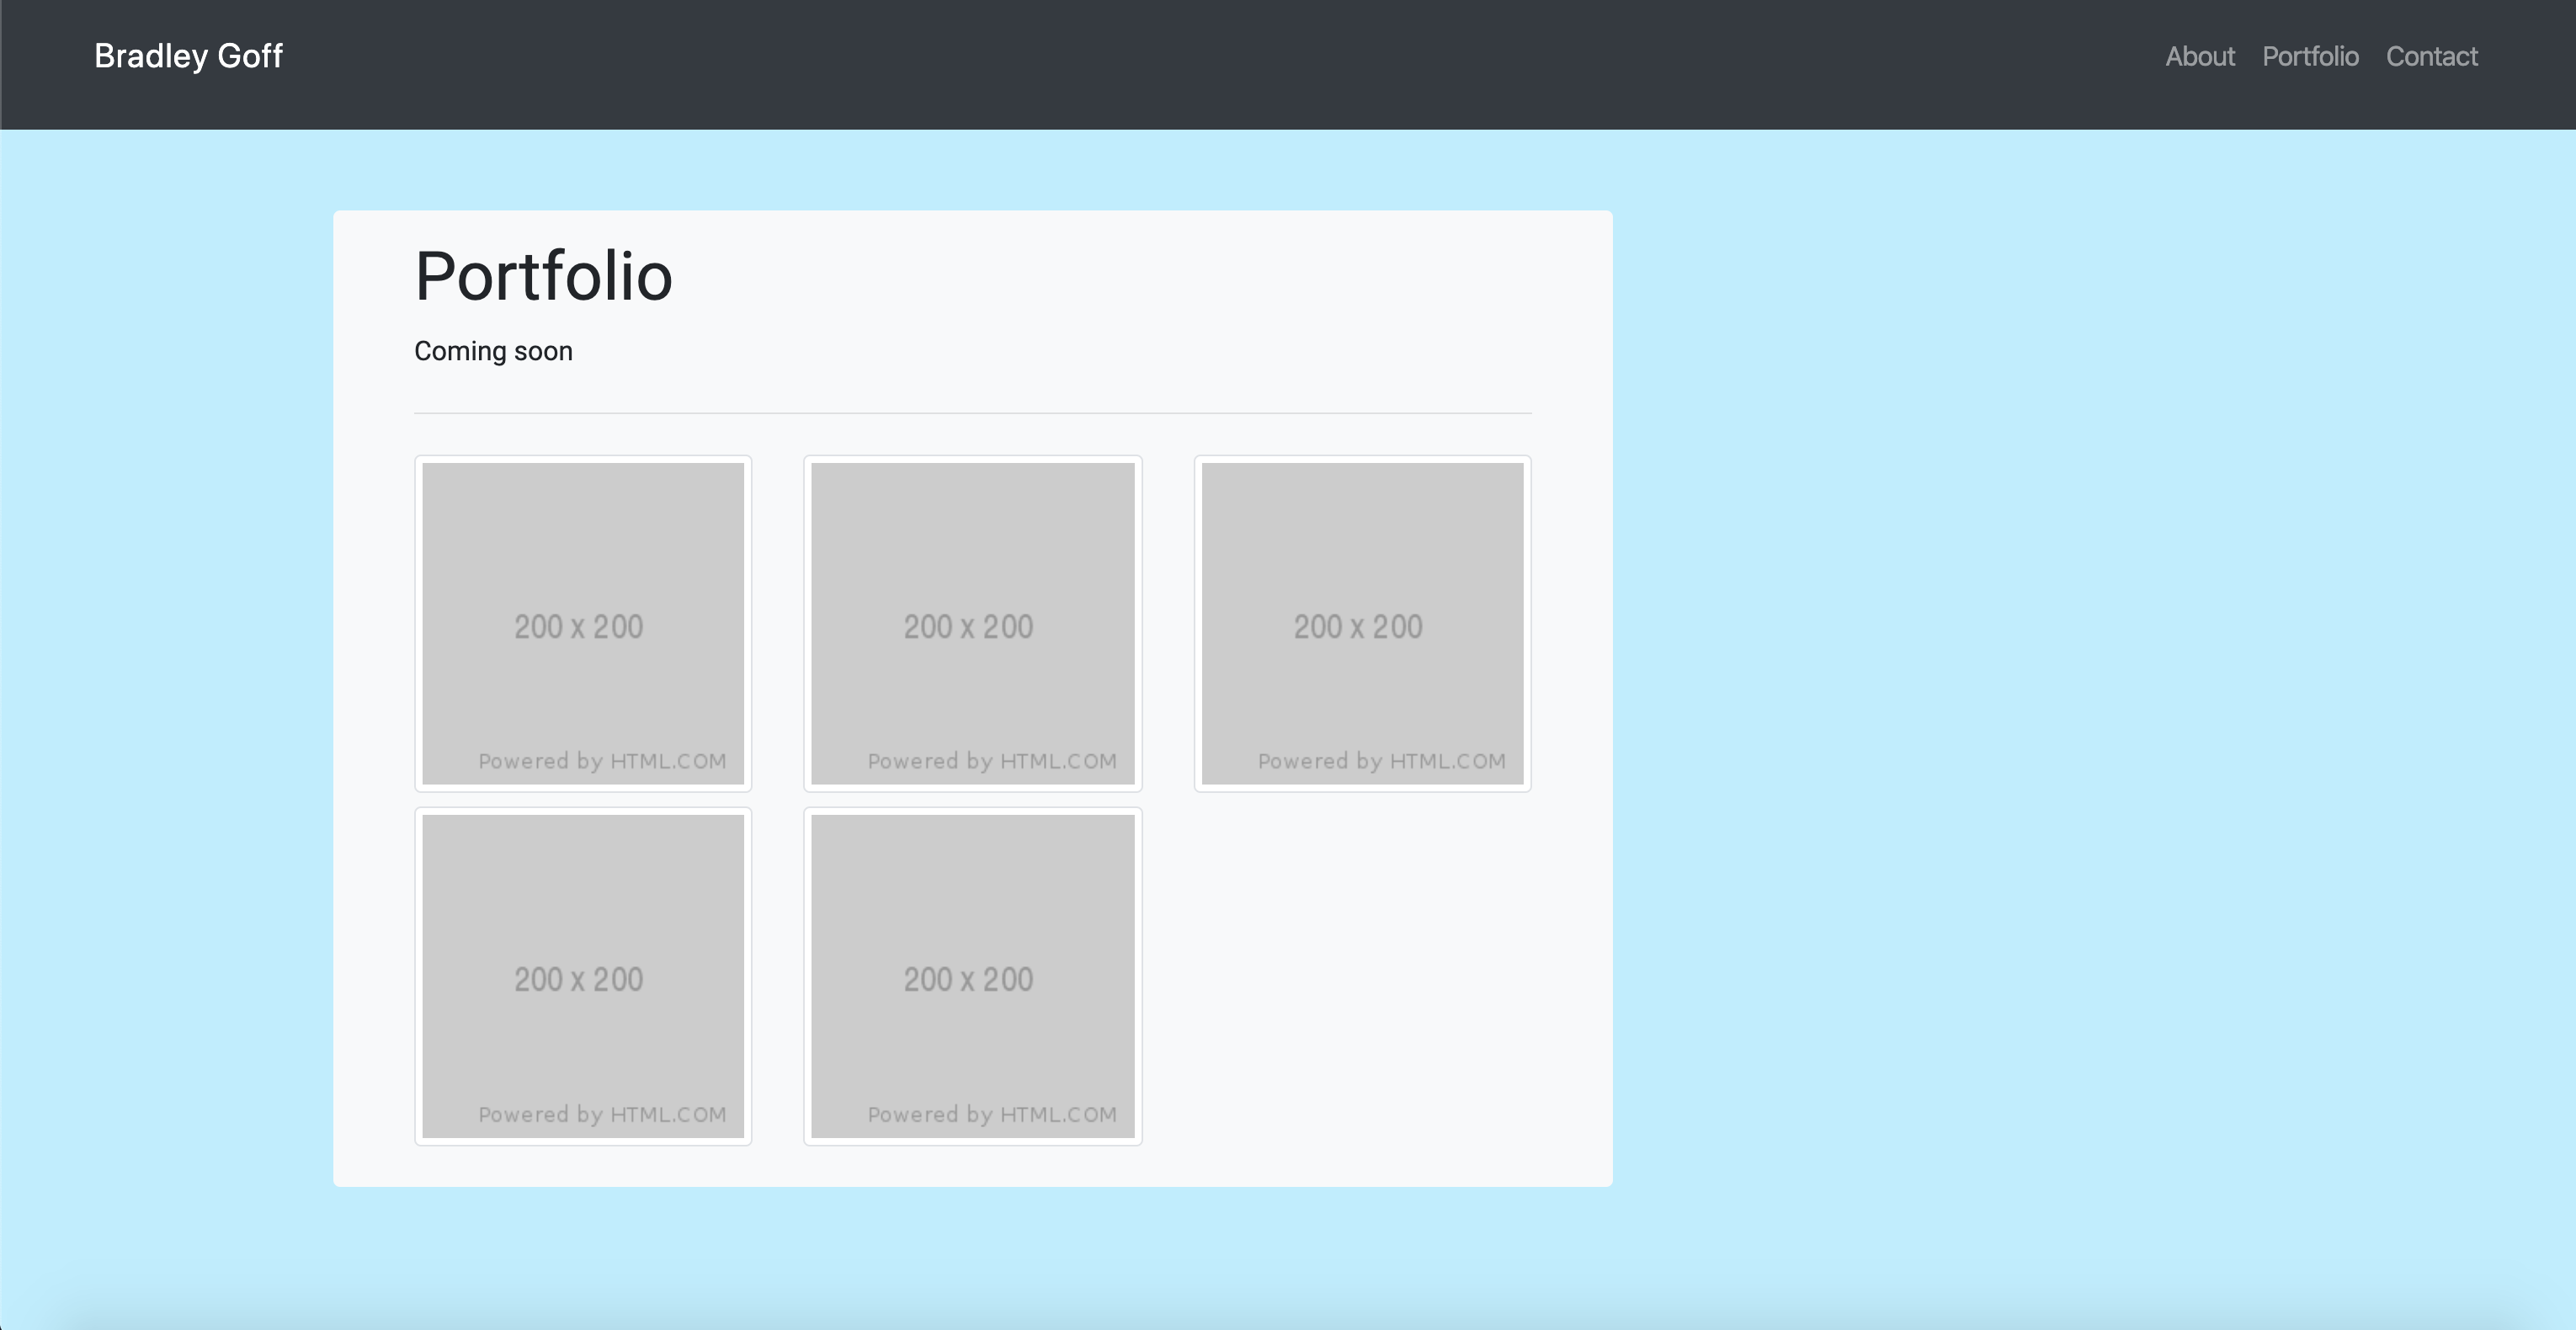 Bradley Goff
About Portfolio Contact
Portfolio
Coming soon
200 x 200
Powered by HTML.COM
200 x 200
Powered by HTML.COM
200 x 200
Powered by HTML.COM
200 x 200
Powered by HTML.COM
200 x 200
Powered by HTML.COM